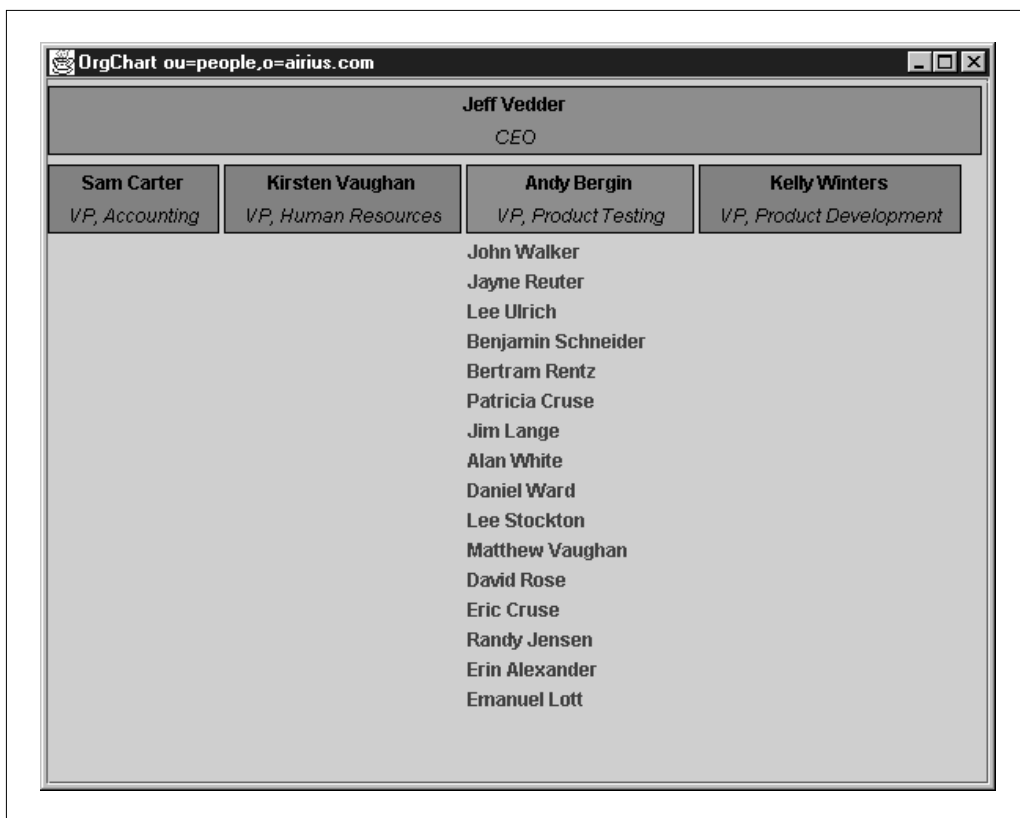 OrgChart ou=people,o=airius.com
Jeff Vedder
CEO
Sam Carter
VP, Accounting
Kirsten Vaughan
VP, Human Resources
Andy Bergin
VP, Product Testing
Kelly Winters
VP, Product Development
John Walker
Jayne Reuter
Lee Ulrich
Benjamin Schneider
Bertram Rentz
Patricia Cruse
Jim Lange
Alan White
Daniel Ward
Lee Stockton
Matthew Vaughan
David Rose
Eric Cruse
Randy Jensen
Erin Alexander
Emanuel Lott